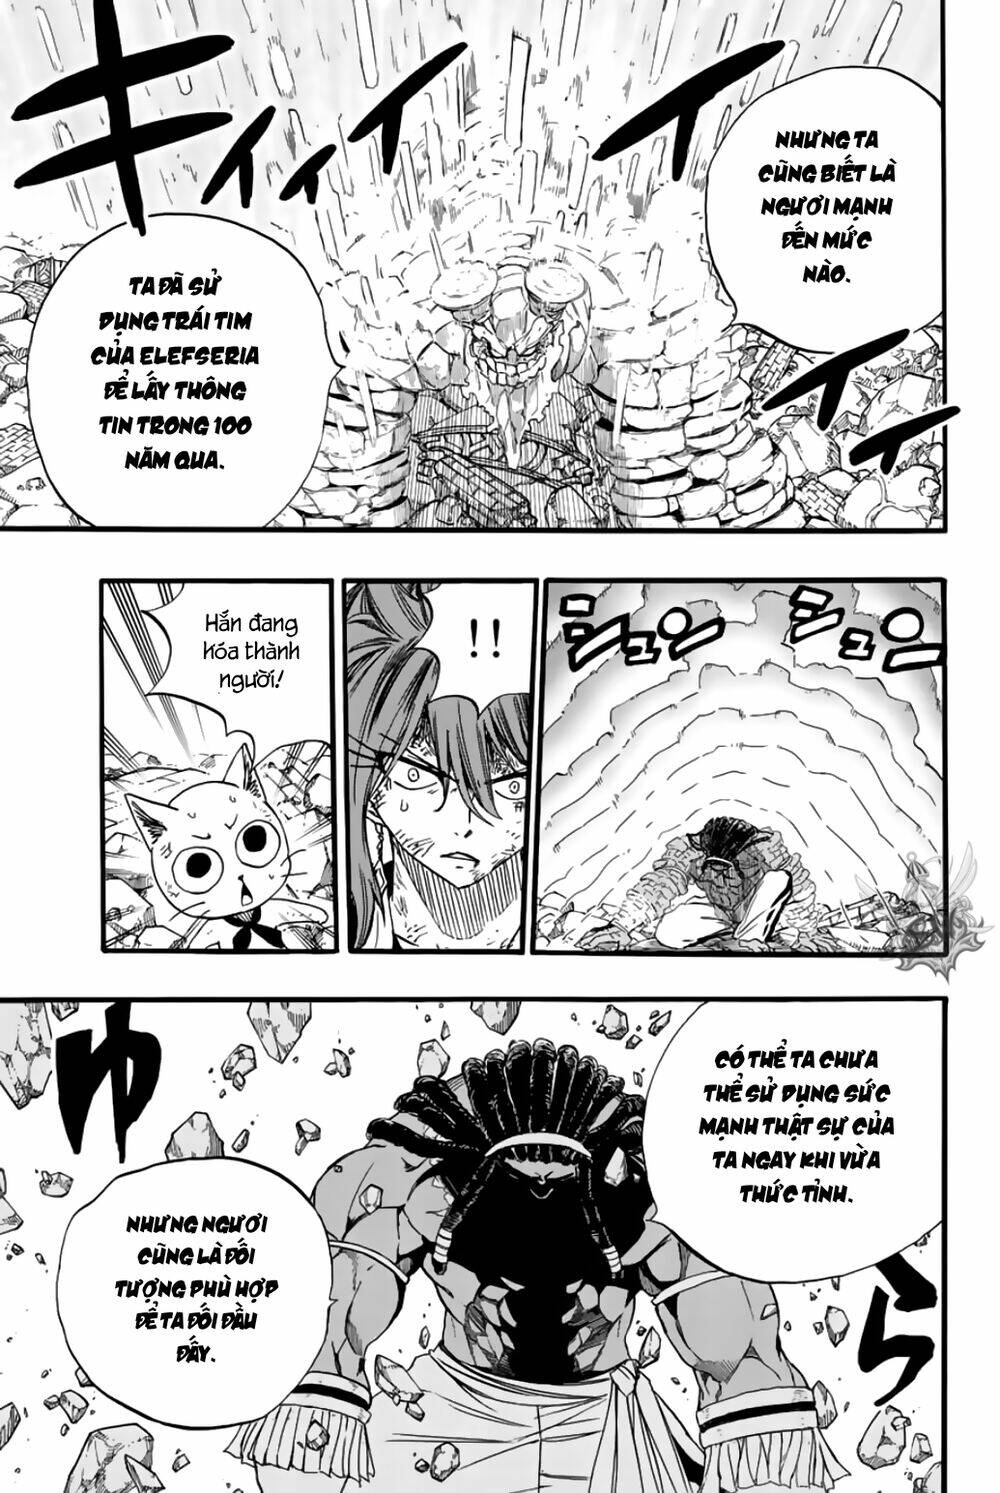 NHƯNG TA
CŨNG BIẾT LÀ
NGƯƠI MẠNH
ĐẾN MỨC
NÀO.
TA ĐÃ SỬ
DỤNG TRÁI TIM
CỦA ELEFSERIA
ĐỂ LẤY THÔNG
TIN TRONG 100
NĂM QUA.
キィィィィ
シュン シュン
!!
Hắn đang
hóa thành
người!
CÓ THỂ TA CHƯA
THỂ SỬ DỤNG SỨC
MẠNH THẬT SỰ CỦA
TA NGAY KHI VỪA
THỨC TỈNH.
NHƯNG NGƯƠI
CŨNG LÀ ĐỐI
TƯỢNG PHÙ HỢP
ĐỂ TA ĐỐI ĐẦU
ĐẤY.
ゆら